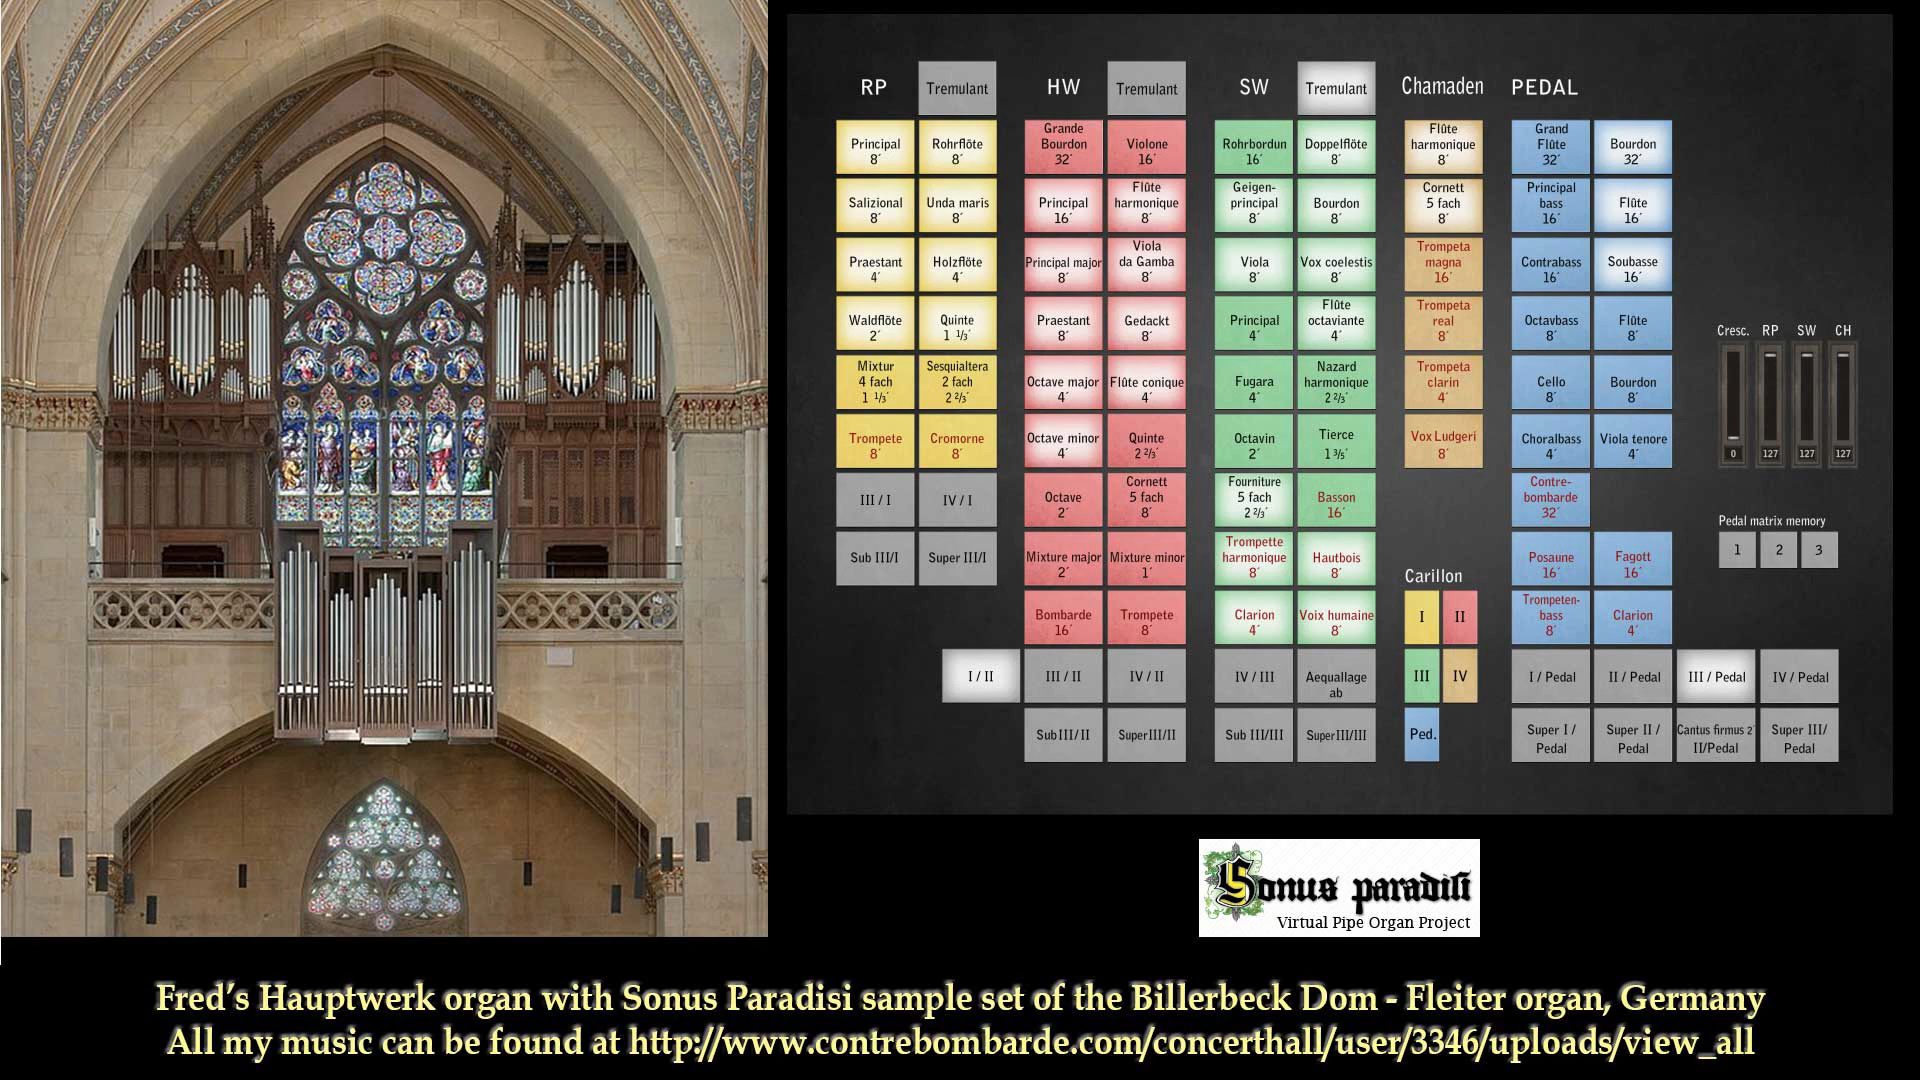 RP
Tremulant
HW
Tremulant
SW
Tremulant
Chamaden
PEDAL
Principal
8´
Rohrflöte
8´
Salizional
8´
Unda maris
8´
Praestant
4´
Holzflöte
4´
Waldflöte
2´
Quinte
1 1/3´
Mixtur
4 fach
1 1/3´
Sesquialtera
2 fach
2 2/3´
Trompete
8´
Cromorne
8´
III / I
IV / I
Sub III/I
Super III/I
Grande
Bourdon
32´
Violone
16´
Principal
16´
Flûte
harmonique
8´
Principal major
8´
Viola
da Gamba
8´
Praestant
8´
Gedackt
8´
Octave major
4´
Flûte conique
4´
Octave minor
4´
Quinte
2 2/3´
Octave
2´
Cornett
5 fach
8´
Mixture major
2´
Mixture minor
1´
Bombarde
16´
Trompete
8´
I / II
III / II
IV / II
Sub III/ II
Super III/II
Rohrbordun
16´
Doppelflöte
8´
Geigen-
principal
8´
Bourdon
8´
Viola
8´
Vox coelestis
8´
Principal
4´
Flûte
octaviante
4´
Fugara
4´
Nazard
harmonique
2 2/3´
Octavin
2´
Tierce
1 3/5´
Fourniture
5 fach
2 2/3´
Basson
16´
Trompette
harmonique
8´
Hautbois
8´
Clarion
4´
Voix humaine
8´
IV / III
Aequallage
ab
Sub III/III
Super III/III
Flûte
harmonique
8´
Cornett
5 fach
8´
Trompeta
magna
16´
Trompeta
real
8´
Trompeta
clarin
4´
Vox Ludgeri
8´
Carillon
I
II
III
IV
Ped.
Grand
Flûte
32´
Bourdon
32´
Principal
bass
16´
Flûte
16´
Contrabass
16´
Soubasse
16´
Octavbass
8´
Flûte
8´
Cello
8´
Bourdon
8´
Choralbass
4´
Viola tenore
4´
Contre-
bombarde
32´
Posaune
16´
Fagott
16´
Trompeten-
bass
8´
Clarion
4´
I / Pedal
II / Pedal
III / Pedal
IV / Pedal
Super I /
Pedal
Super II /
Pedal
Cantus firmus 2´
II/Pedal
Super III/
Pedal
Cresc.
RP
SW
CH
0
127
127
127
Pedal matrix memory
1
2
3
Sonus paradisi
Virtual Pipe Organ Project
Fred’s Hauptwerk organ with Sonus Paradisi sample set of the Billerbeck Dom - Fleiter organ, Germany
All my music can be found at http://www.contrebombarde.com/concerthall/user/3346/uploads/view_all